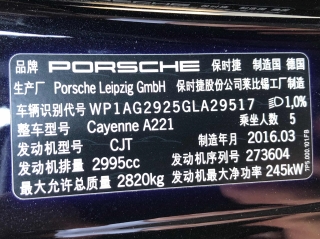 品牌 PORSCHE 保时捷 制造国 德国
生产厂 Porsche Leipzig GmbH 保时捷股份公司莱比锡工厂制造
车辆识别代号 WP1AG2925GLA29517 1,0%
整车型号 Cayenne A221 乘坐人数 5
发动机型号 CJT 制造年月 2016.03
发动机排量 2995cc 发动机号 273604
最大允许总质量 2820kg 发动机最大净功率 245kW
7P5.000.101.FB